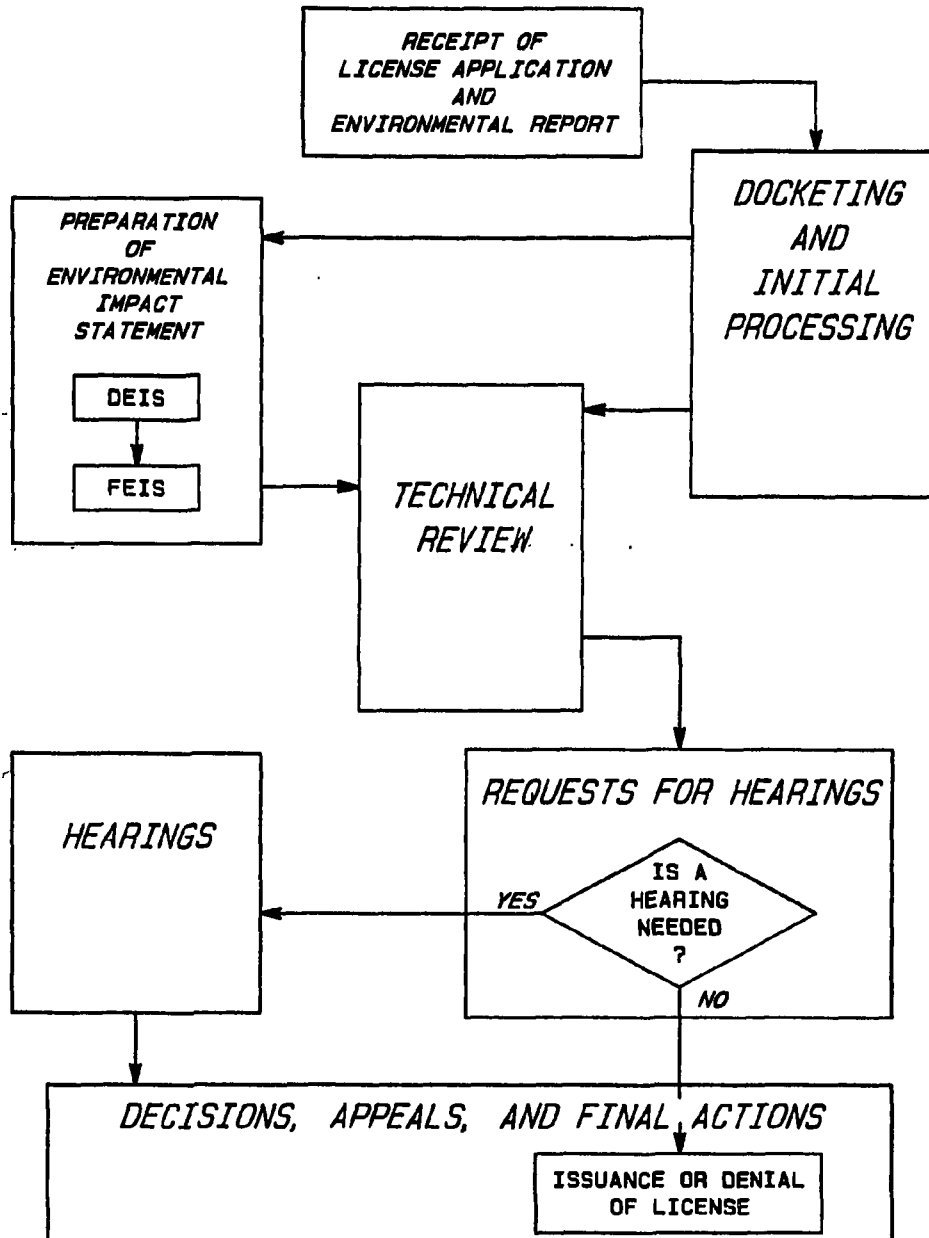 RECEIPT OF
LICENSE APPLICATION
AND
ENVIRONMENTAL REPORT
DOCKETING
AND
INITIAL
PROCESSING
PREPARATION
OF
ENVIRONMENTAL
IMPACT
STATEMENT
DEIS
FEIS
TECHNICAL
REVIEW
REQUESTS FOR HEARINGS
IS A
HEARING
NEEDED
?
YES
NO
HEARINGS
DECISIONS, APPEALS, AND FINAL ACTIONS
ISSUANCE OR DENIAL
OF LICENSE